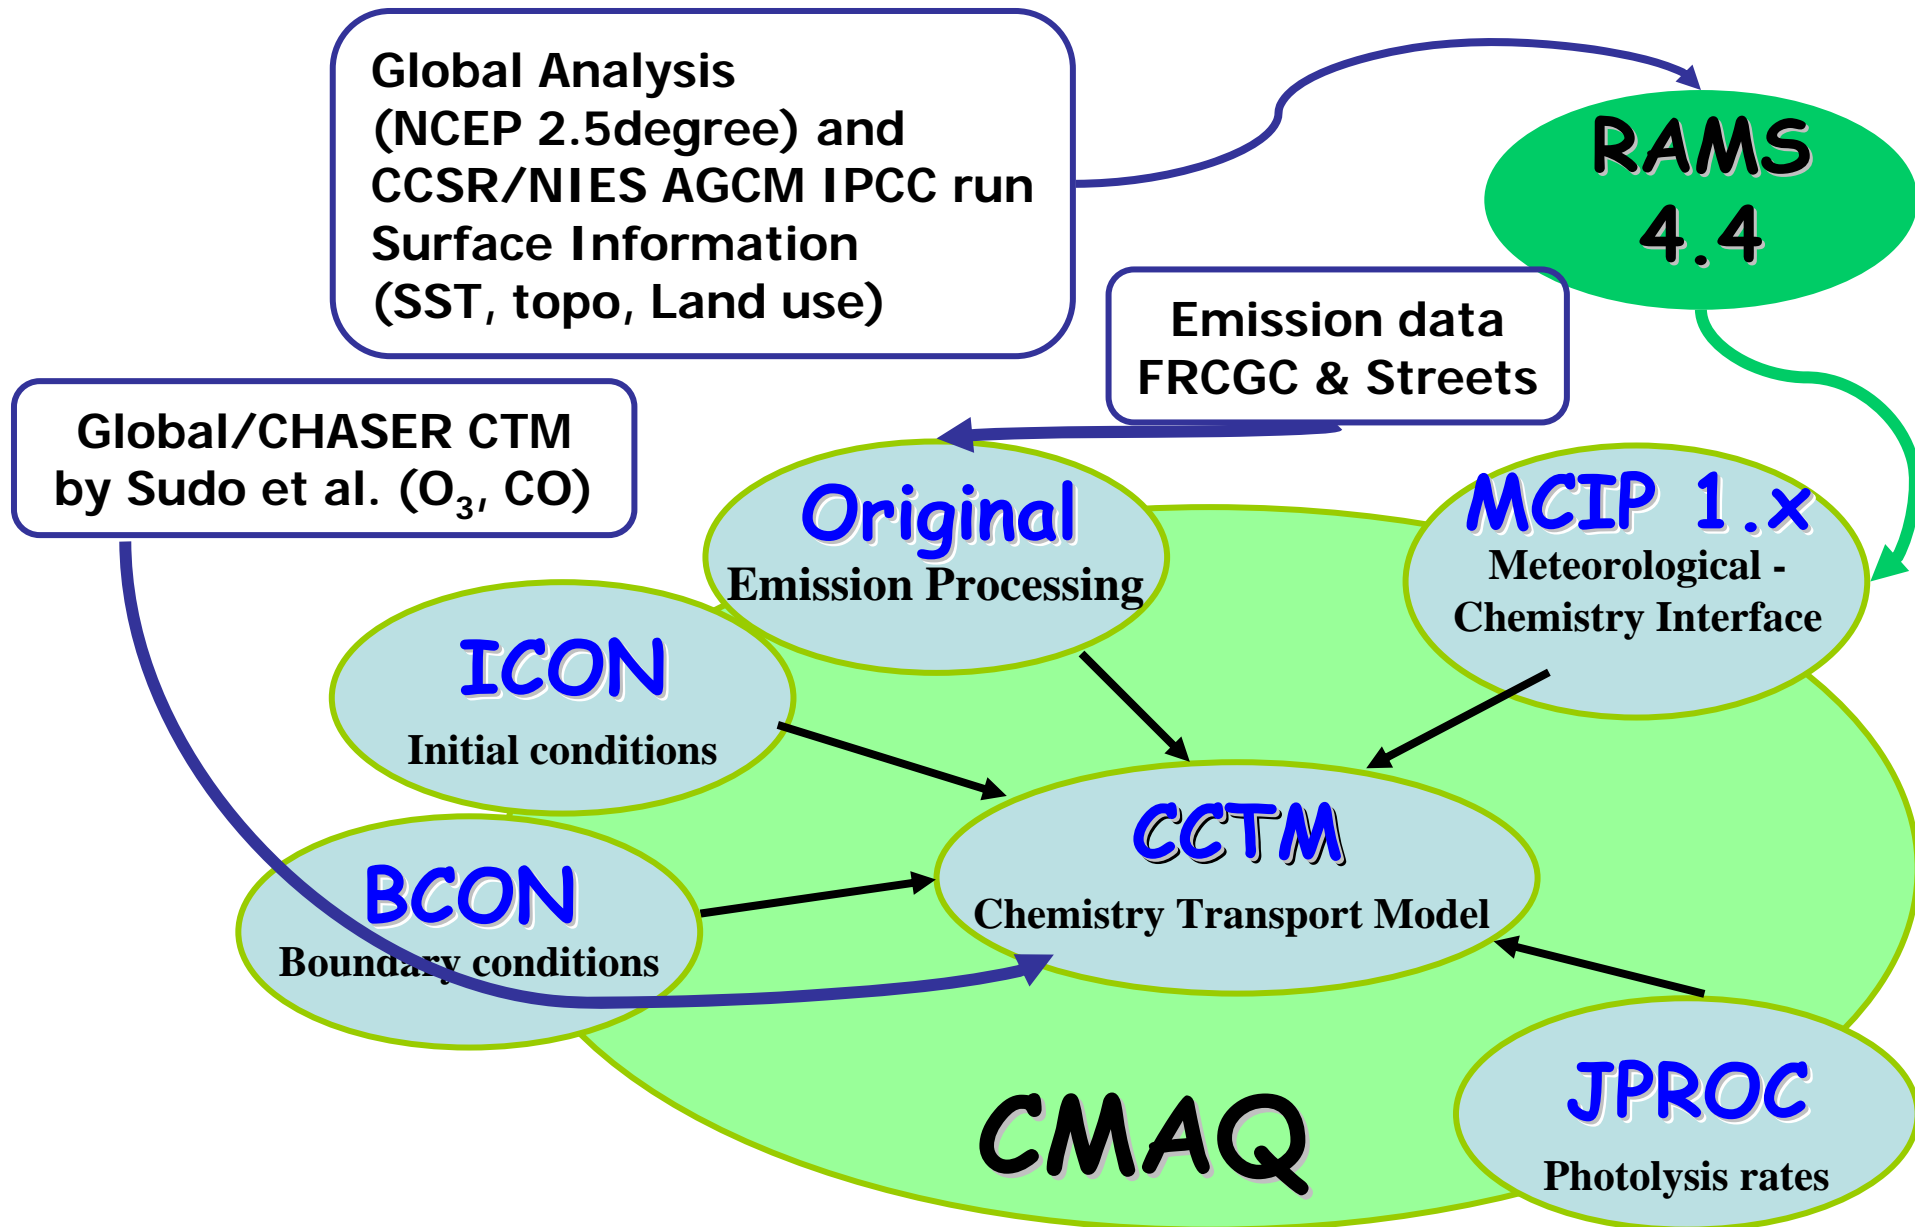 Global Analysis
(NCEP 2.5degree) and
CCSR/NIES AGCM IPCC run
Surface Information
(SST, topo, Land use)
RAMS
4.4
Emission data
FRCGC & Streets
Global/CHASER CTM
by Sudo et al. (O₃, CO)
Original
Emission Processing
MCIP 1.x
Meteorological -
Chemistry Interface
ICON
Initial conditions
CCTM
Chemistry Transport Model
BCON
Boundary conditions
JPROC
Photolysis rates
CMAQ